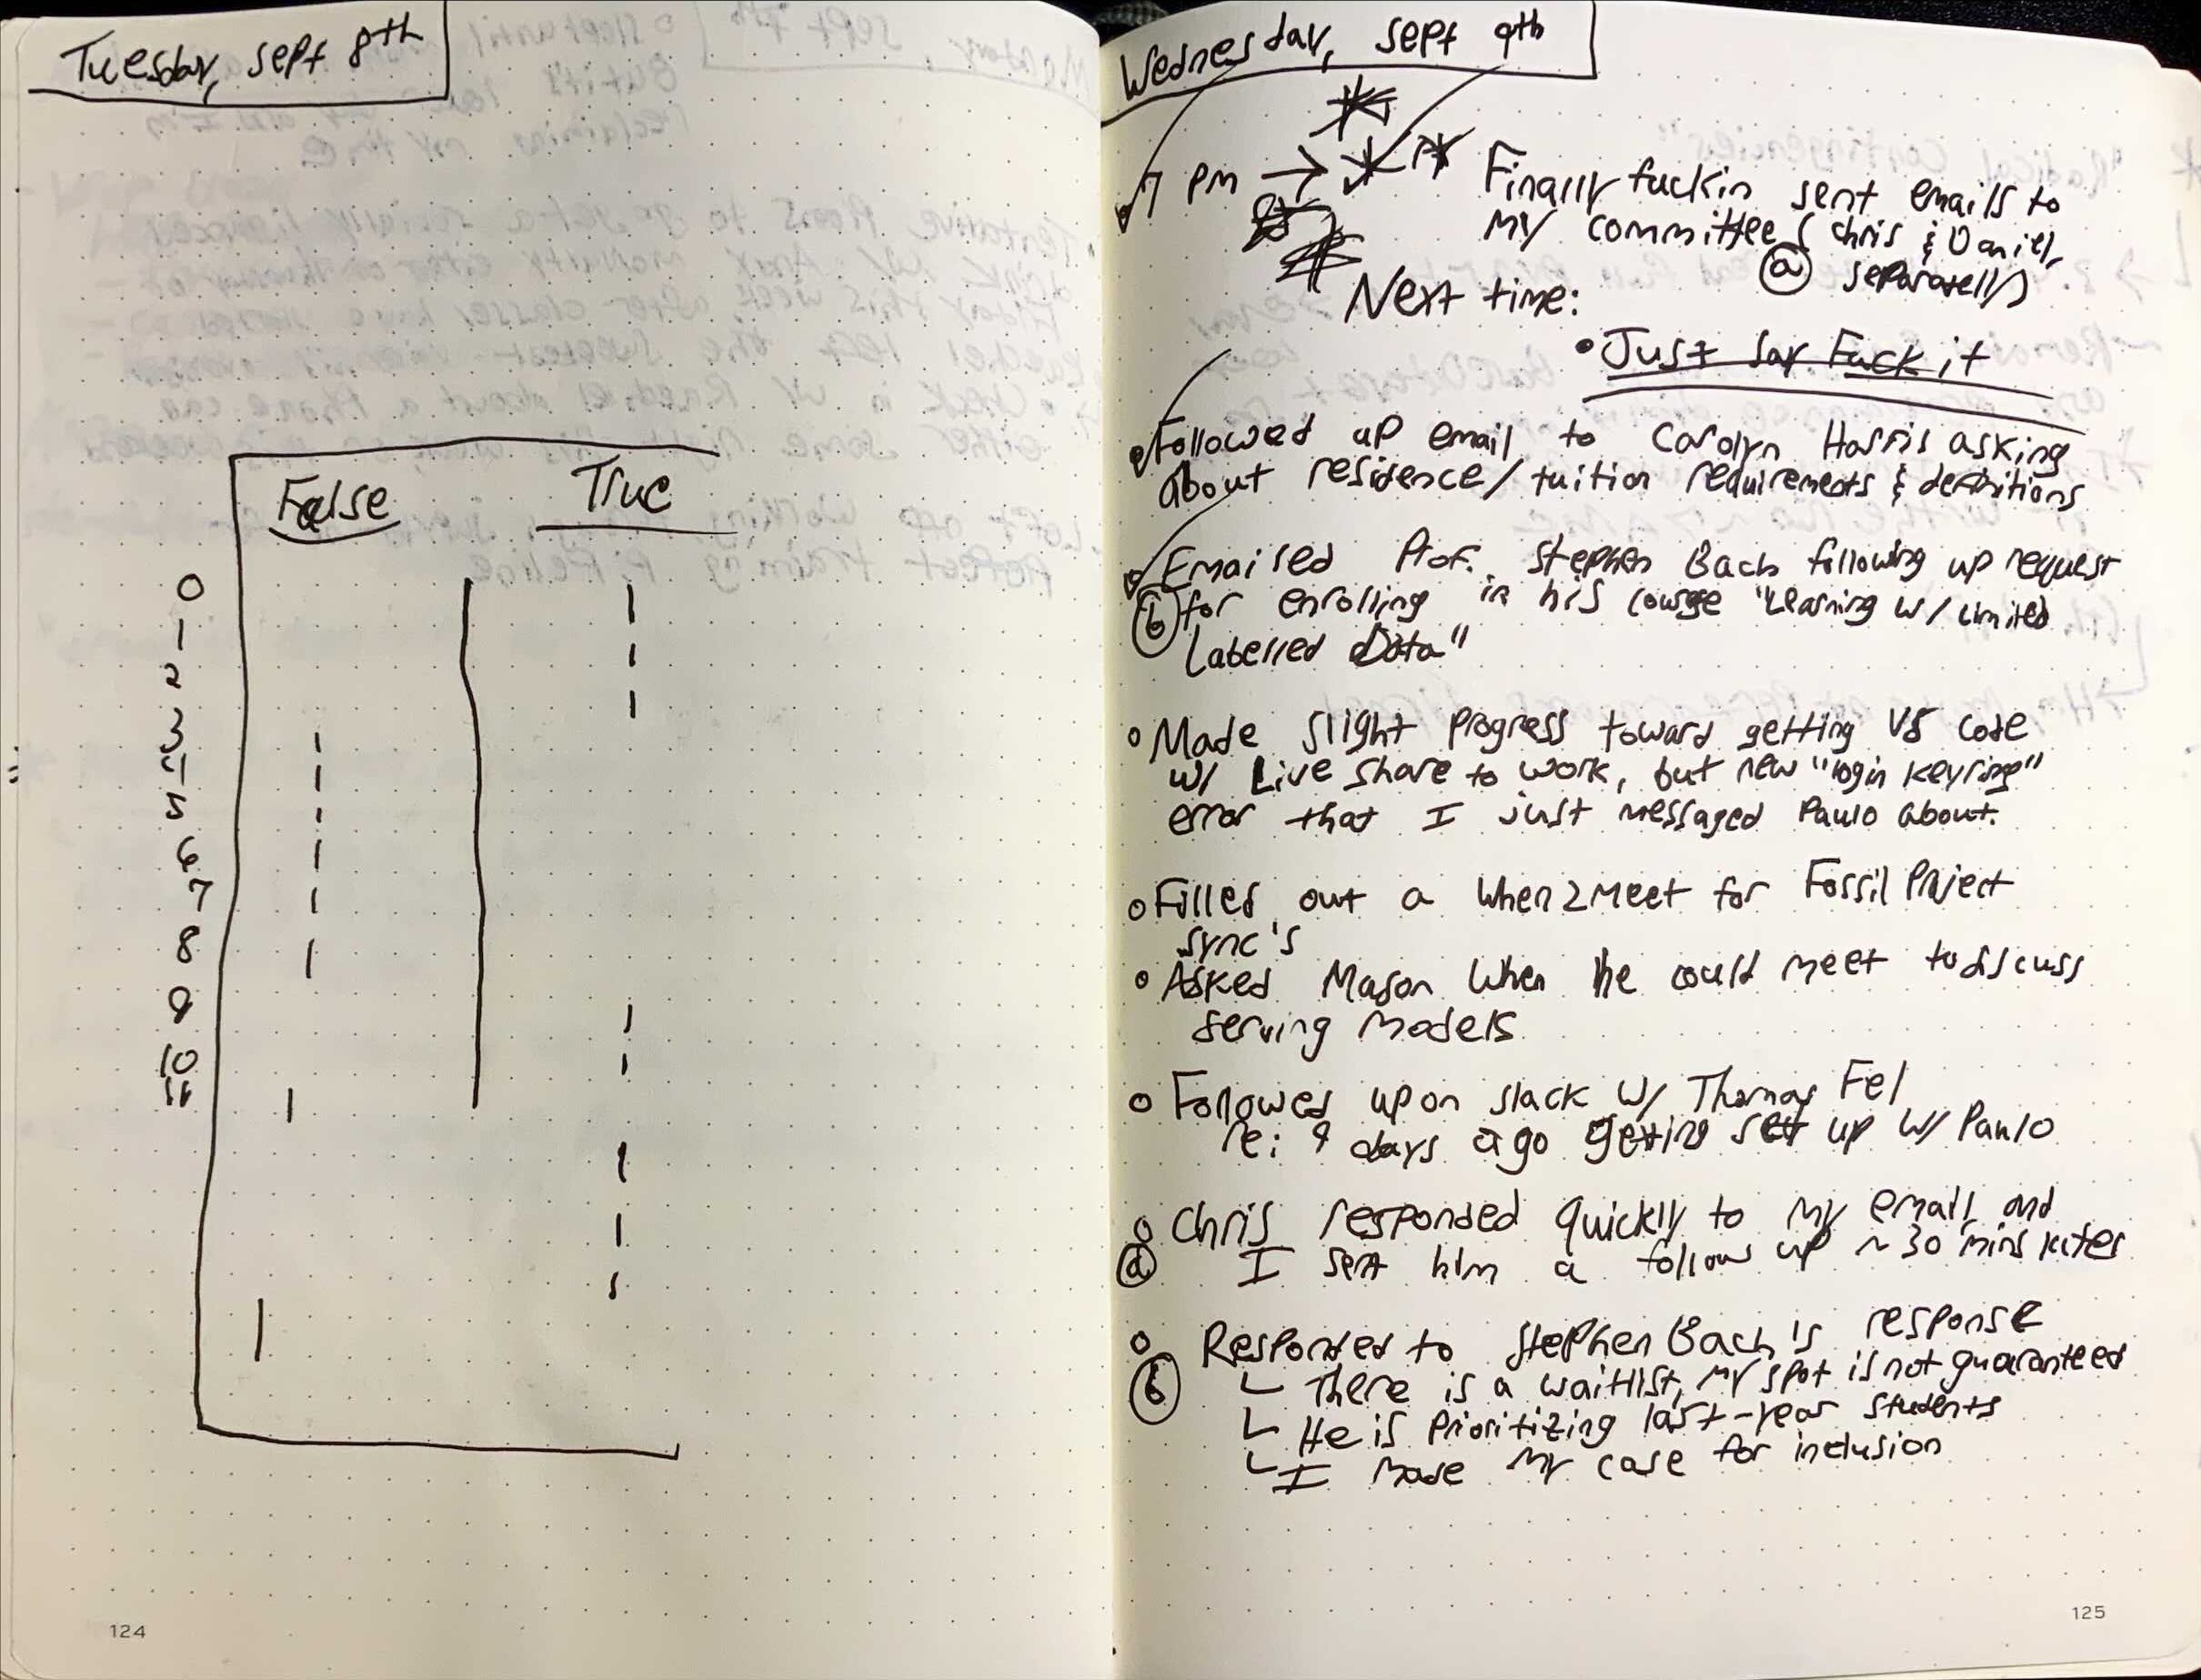 Tuesday, Sept 8th
False True
0
1
2
3
4
5
6
7
8
9
10
11
124
Wednesday, Sept 9th
7 PM → Finally fuckin sent emails to
my committee (Chris & Daniel,
@ separately)
Next time:
• Just say Fuck it
Followed up email to Carolyn Harris asking
about residence/tuition requirements & definitions
Emailed Prof. Stephen Bach following up request
b for enrolling in his course "Learning w/ Limited
Labelled Data"
Made slight progress toward getting VS code
w/ Live share to work, but new "login keyring"
error that I just messaged Paulo about.
Filled out a When2Meet for Fossil Project
Sync's
Asked Mason when he could meet to discuss
serving models
Followed up on slack w/ Thomas Fel
re: 9 days ago getting set up w/ Paulo
Chris responded quickly to my email, and
@ I sent him a follow up ~30 mins later
Responded to Stephen Bach's response
b There is a waitlist, my spot is not guaranteed
He is Prioritizing last-year students
I made my case for inclusion
125